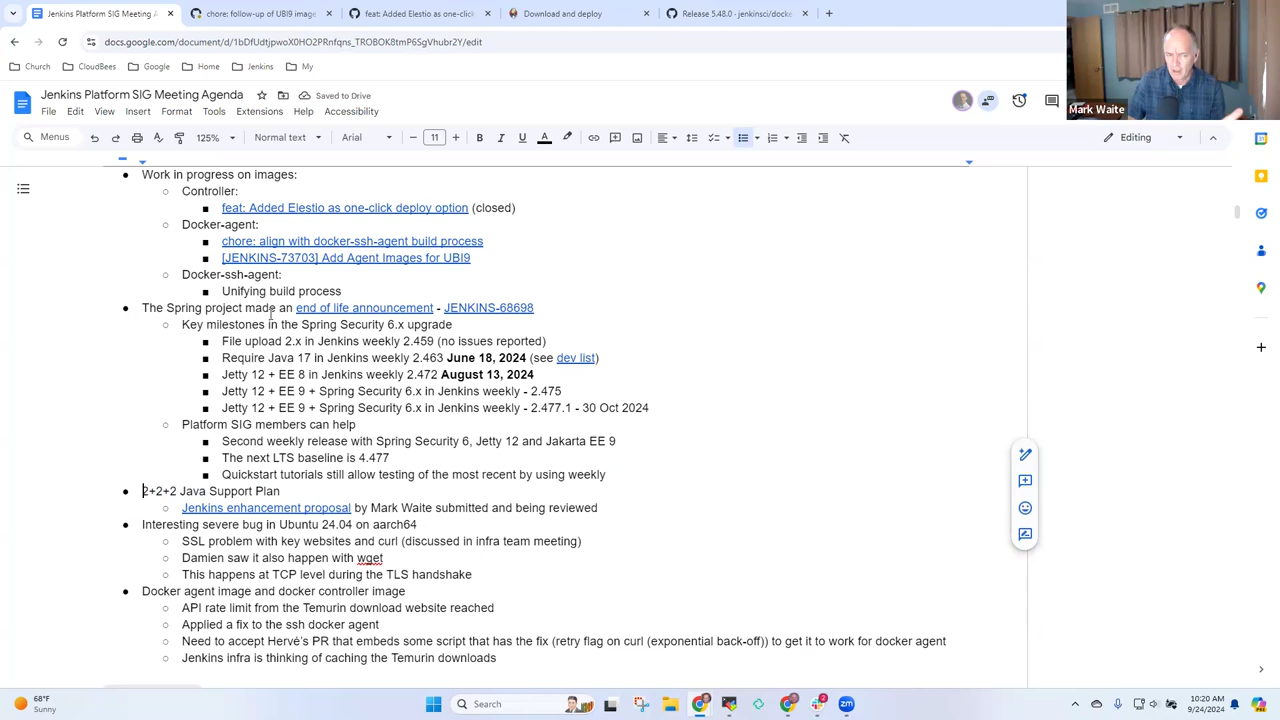 Jenkins Platform SIG Meeting A
chore: follow-up of UBI9 image
feat: Added Elestio as one-click
Download and deploy
Release 5.48.0 · jenkinsci/docke
docs.google.com/document/d/1bDfUdtjpwoX0HO2PRnfqns_TROBOK8tmP6SgVhubr2Y/edit
Church
CloudBees
Google
Home
Jenkins
My
Jenkins Platform SIG Meeting Agenda
Saved to Drive
File Edit View Insert Format Tools Extensions Help Accessibility
Menus
125%
Normal text
Arial
11
B I U A
Editing
Mark Waite
Work in progress on images:
Controller:
feat: Added Elestio as one-click deploy option (closed)
Docker-agent:
chore: align with docker-ssh-agent build process
[JENKINS-73703] Add Agent Images for UBI9
Docker-ssh-agent:
Unifying build process
The Spring project made an end of life announcement - JENKINS-68698
Key milestones in the Spring Security 6.x upgrade
File upload 2.x in Jenkins weekly 2.459 (no issues reported)
Require Java 17 in Jenkins weekly 2.463 June 18, 2024 (see dev list)
Jetty 12 + EE 8 in Jenkins weekly 2.472 August 13, 2024
Jetty 12 + EE 9 + Spring Security 6.x in Jenkins weekly - 2.475
Jetty 12 + EE 9 + Spring Security 6.x in Jenkins weekly - 2.477.1 - 30 Oct 2024
Platform SIG members can help
Second weekly release with Spring Security 6, Jetty 12 and Jakarta EE 9
The next LTS baseline is 4.477
Quickstart tutorials still allow testing of the most recent by using weekly
2+2+2 Java Support Plan
Jenkins enhancement proposal by Mark Waite submitted and being reviewed
Interesting severe bug in Ubuntu 24.04 on aarch64
SSL problem with key websites and curl (discussed in infra team meeting)
Damien saw it also happen with wget
This happens at TCP level during the TLS handshake
Docker agent image and docker controller image
API rate limit from the Temurin download website reached
Applied a fix to the ssh docker agent
Need to accept Hervé's PR that embeds some script that has the fix (retry flag on curl (exponential back-off)) to get it to work for docker agent
Jenkins infra is thinking of caching the Temurin downloads
68°F
Sunny
Search
zm
10:20 AM
9/24/2024